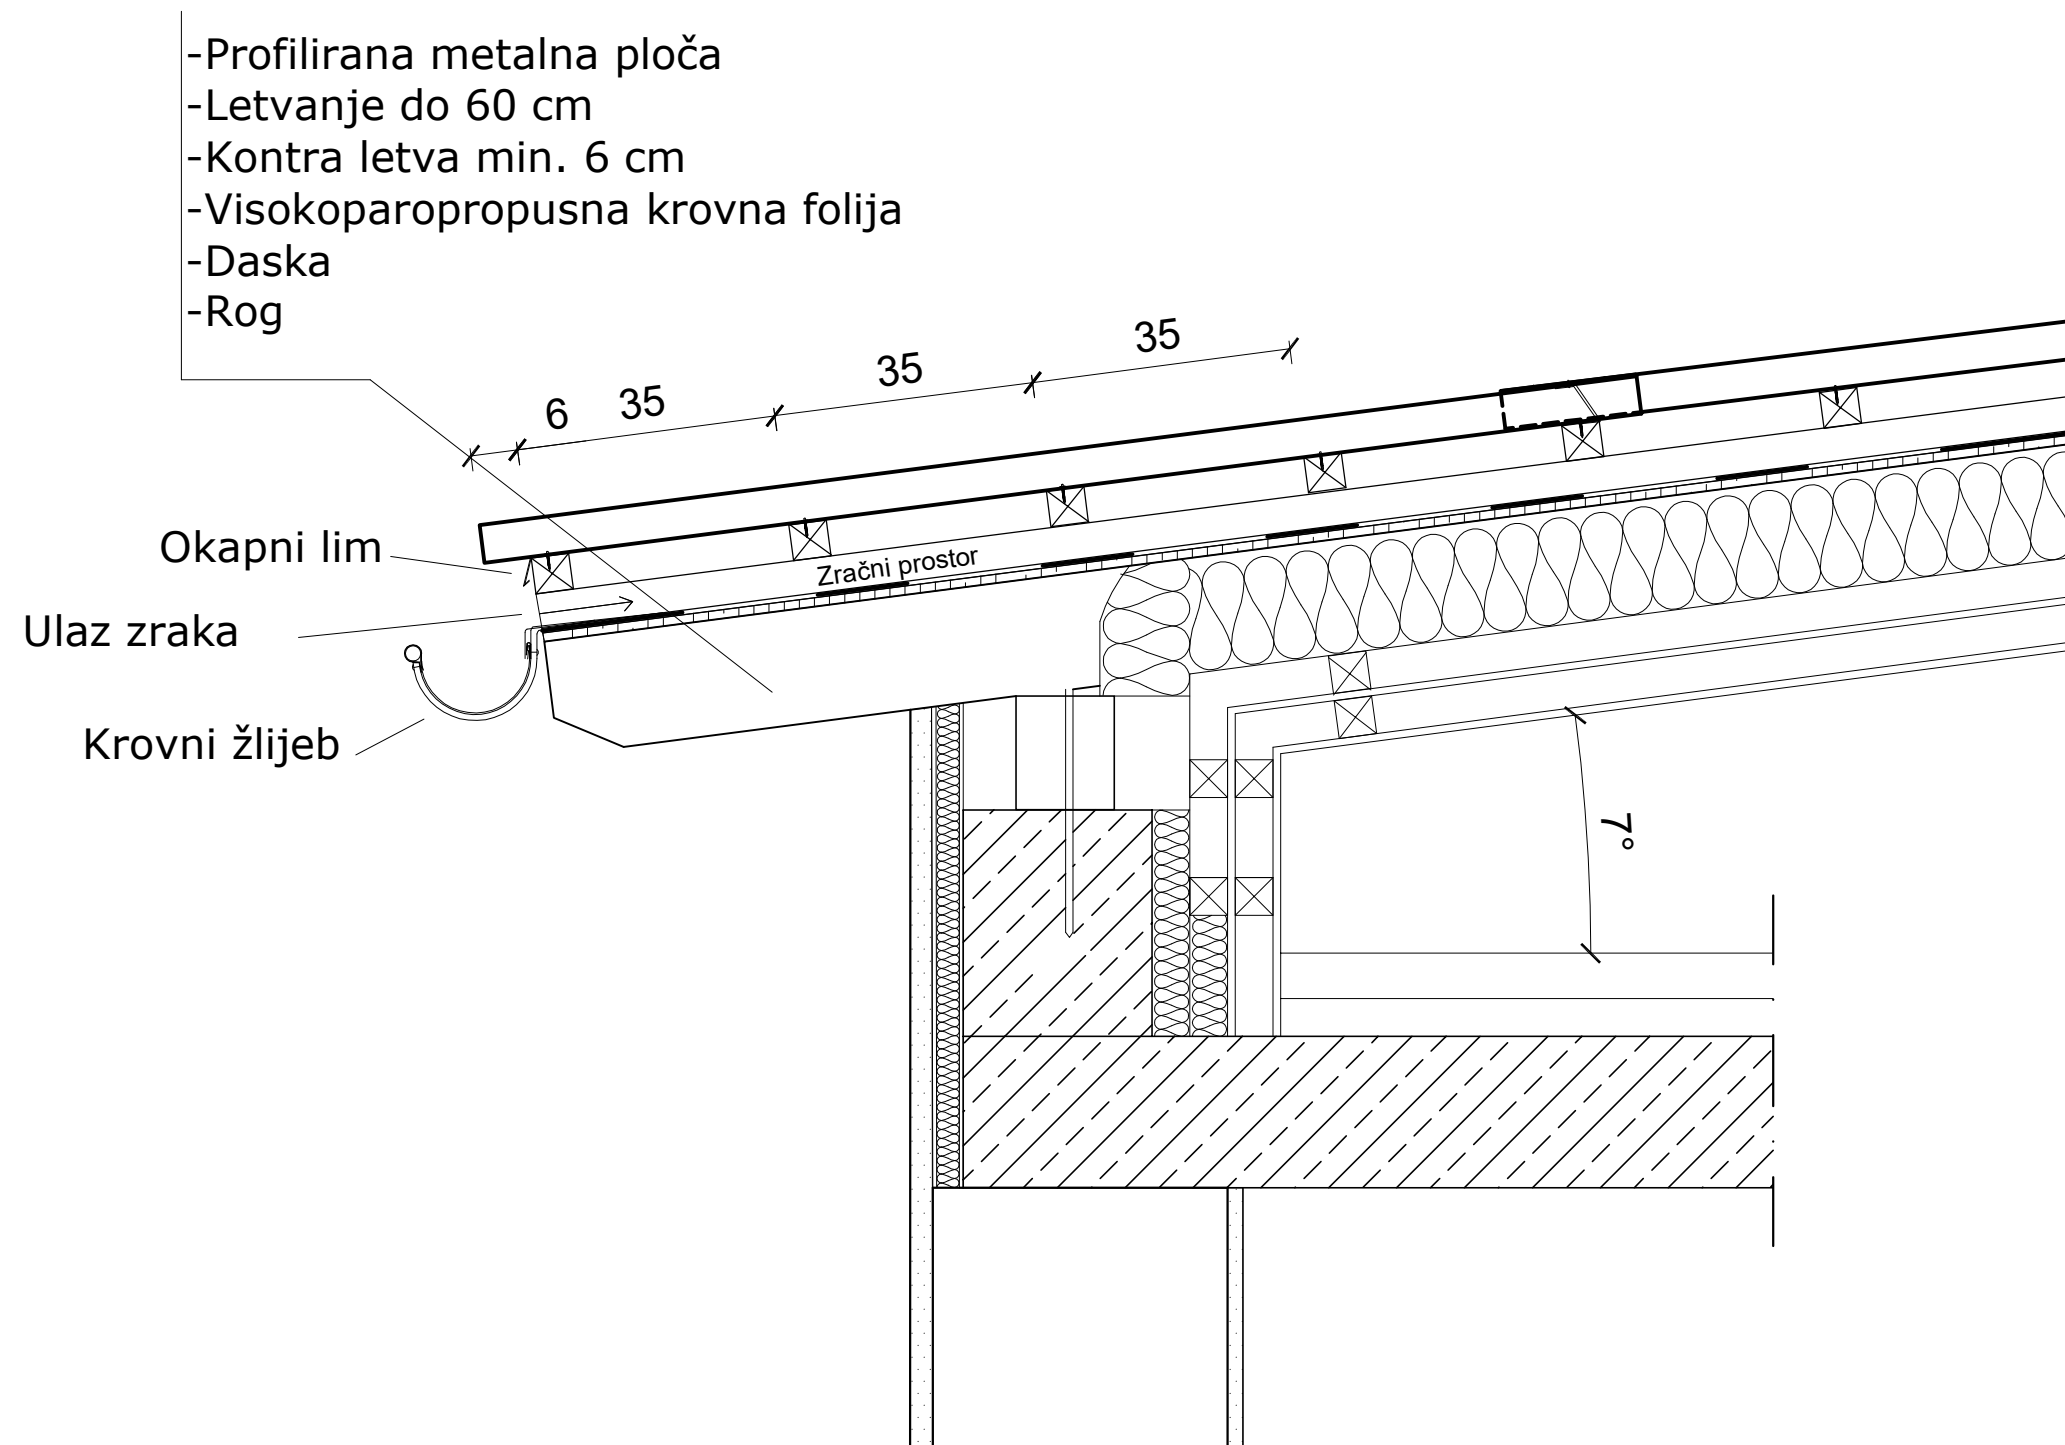 -Profilirana metalna ploča
-Letvanje do 60 cm
-Kontra letva min. 6 cm
-Visokoparopropusna krovna folija
-Daska
-Rog
6
35
35
35
Okapni lim
Zračni prostor
Ulaz zraka
Krovni žlijeb
7°